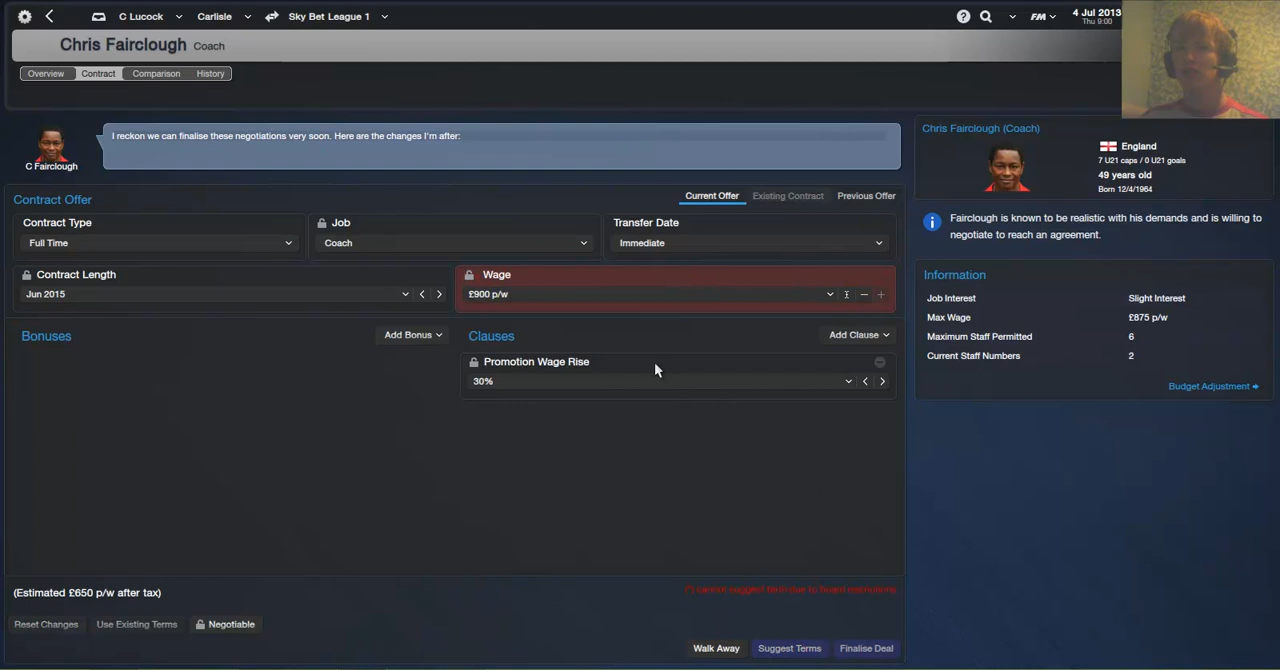 C Lucock
Carlisle
Sky Bet League 1
FM
4 Jul 2013
Thu 9:00
Chris Fairclough Coach
Overview
Contract
Comparison
History
I reckon we can finalise these negotiations very soon. Here are the changes I'm after:
C Fairclough
Chris Fairclough (Coach)
England
7 U21 caps / 0 U21 goals
49 years old
Born 12/4/1964
Fairclough is known to be realistic with his demands and is willing to
negotiate to reach an agreement.
Contract Offer
Current Offer
Existing Contract
Previous Offer
Contract Type
Full Time
Job
Coach
Transfer Date
Immediate
Contract Length
Jun 2015
Wage
£900 p/w
Information
Job Interest Slight Interest
Max Wage £875 p/w
Maximum Staff Permitted 6
Current Staff Numbers 2
Budget Adjustment
Bonuses
Add Bonus
Clauses
Add Clause
Promotion Wage Rise
30%
(Estimated £650 p/w after tax)
cannot suggest term due to board restrictions
Reset Changes
Use Existing Terms
Negotiable
Walk Away
Suggest Terms
Finalise Deal